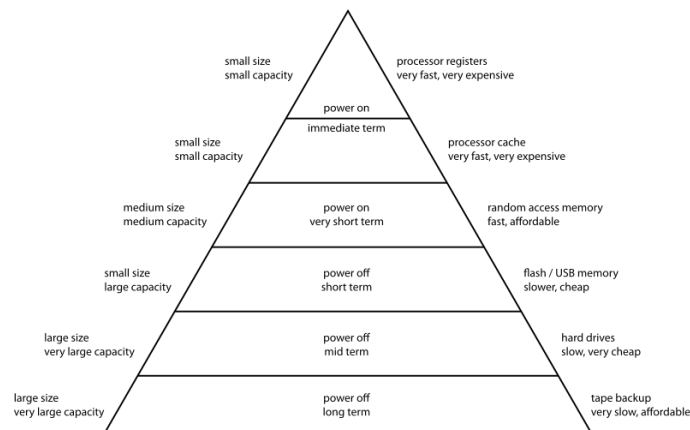 small size
small capacity
processor registers
very fast, very expensive
power on
immediate term
small size
small capacity
processor cache
very fast, very expensive
medium size
medium capacity
power on
very short term
random access memory
fast, affordable
small size
large capacity
power off
short term
flash / USB memory
slower, cheap
large size
very large capacity
power off
mid term
hard drives
slow, very cheap
large size
very large capacity
power off
long term
tape backup
very slow, affordable